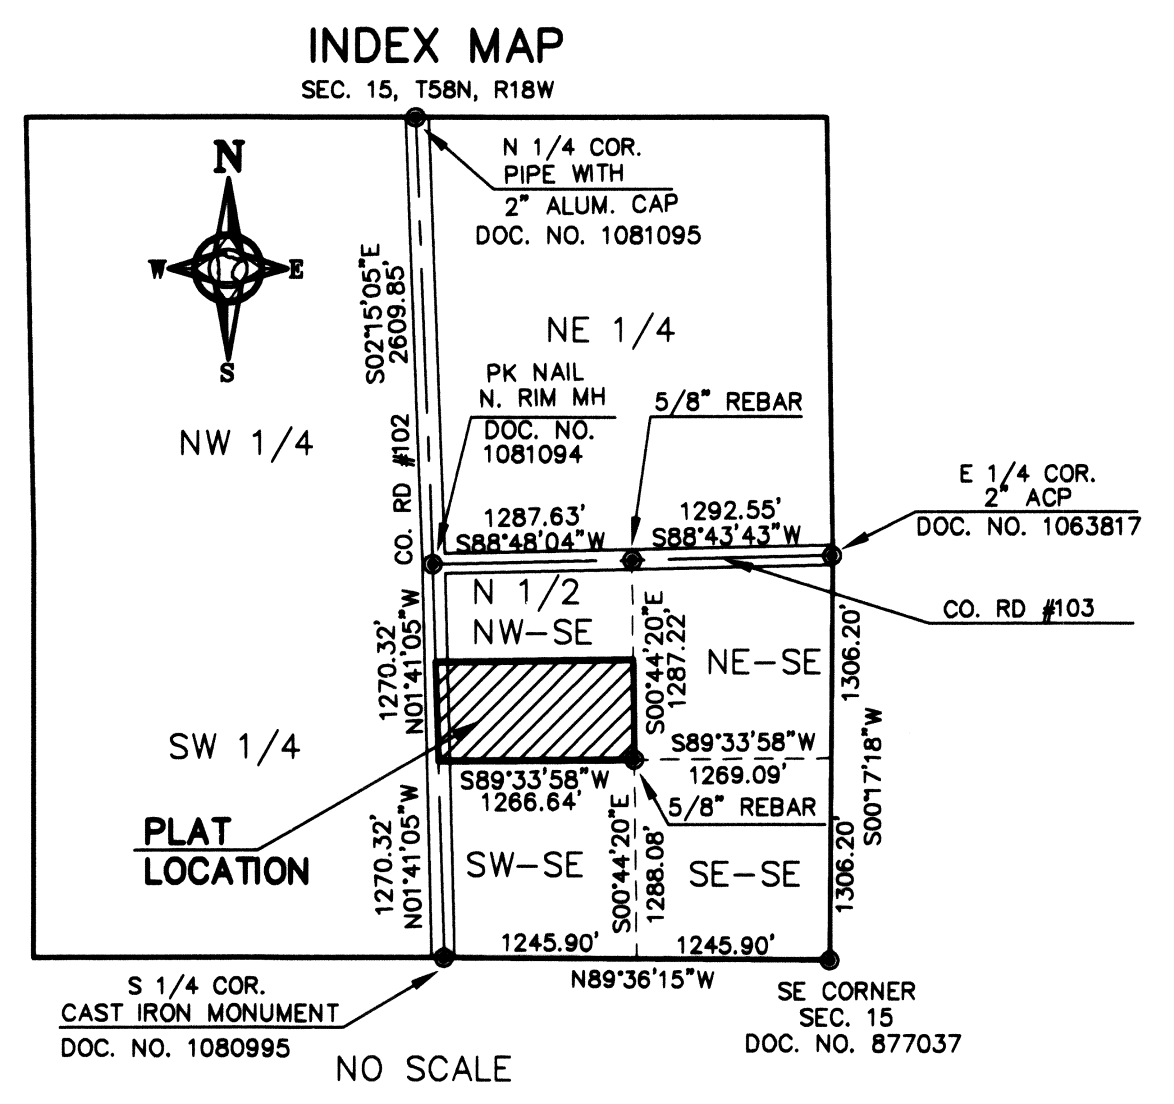 INDEX MAP
SEC. 15, T58N, R18W
N 1/4 COR.
PIPE WITH
2" ALUM. CAP
DOC. NO. 1081095
N
W
E
S
S02°15'05"E
2609.85'
NE 1/4
PK NAIL
N. RIM MH
DOC. NO.
1081094
5/8" REBAR
NW 1/4
CO. RD #102
E 1/4 COR.
2" ACP
DOC. NO. 1063817
1287.63'
S88°48'04"W
1292.55'
S88°43'43"W
CO. RD #103
N 1/2
NW-SE
1270.32'
N01°41'05"W
S00°44'20"E
1287.22'
NE-SE
1306.20'
S00°17'18"W
SW 1/4
S89°33'58"W
1269.09'
S89°33'58"W
1266.64'
5/8" REBAR
PLAT
LOCATION
1270.32'
N01°41'05"W
SW-SE
S00°44'20"E
1288.08'
SE-SE
1306.20'
1245.90'
1245.90'
N89°36'15"W
S 1/4 COR.
CAST IRON MONUMENT
DOC. NO. 1080995
SE CORNER
SEC. 15
DOC. NO. 877037
NO SCALE